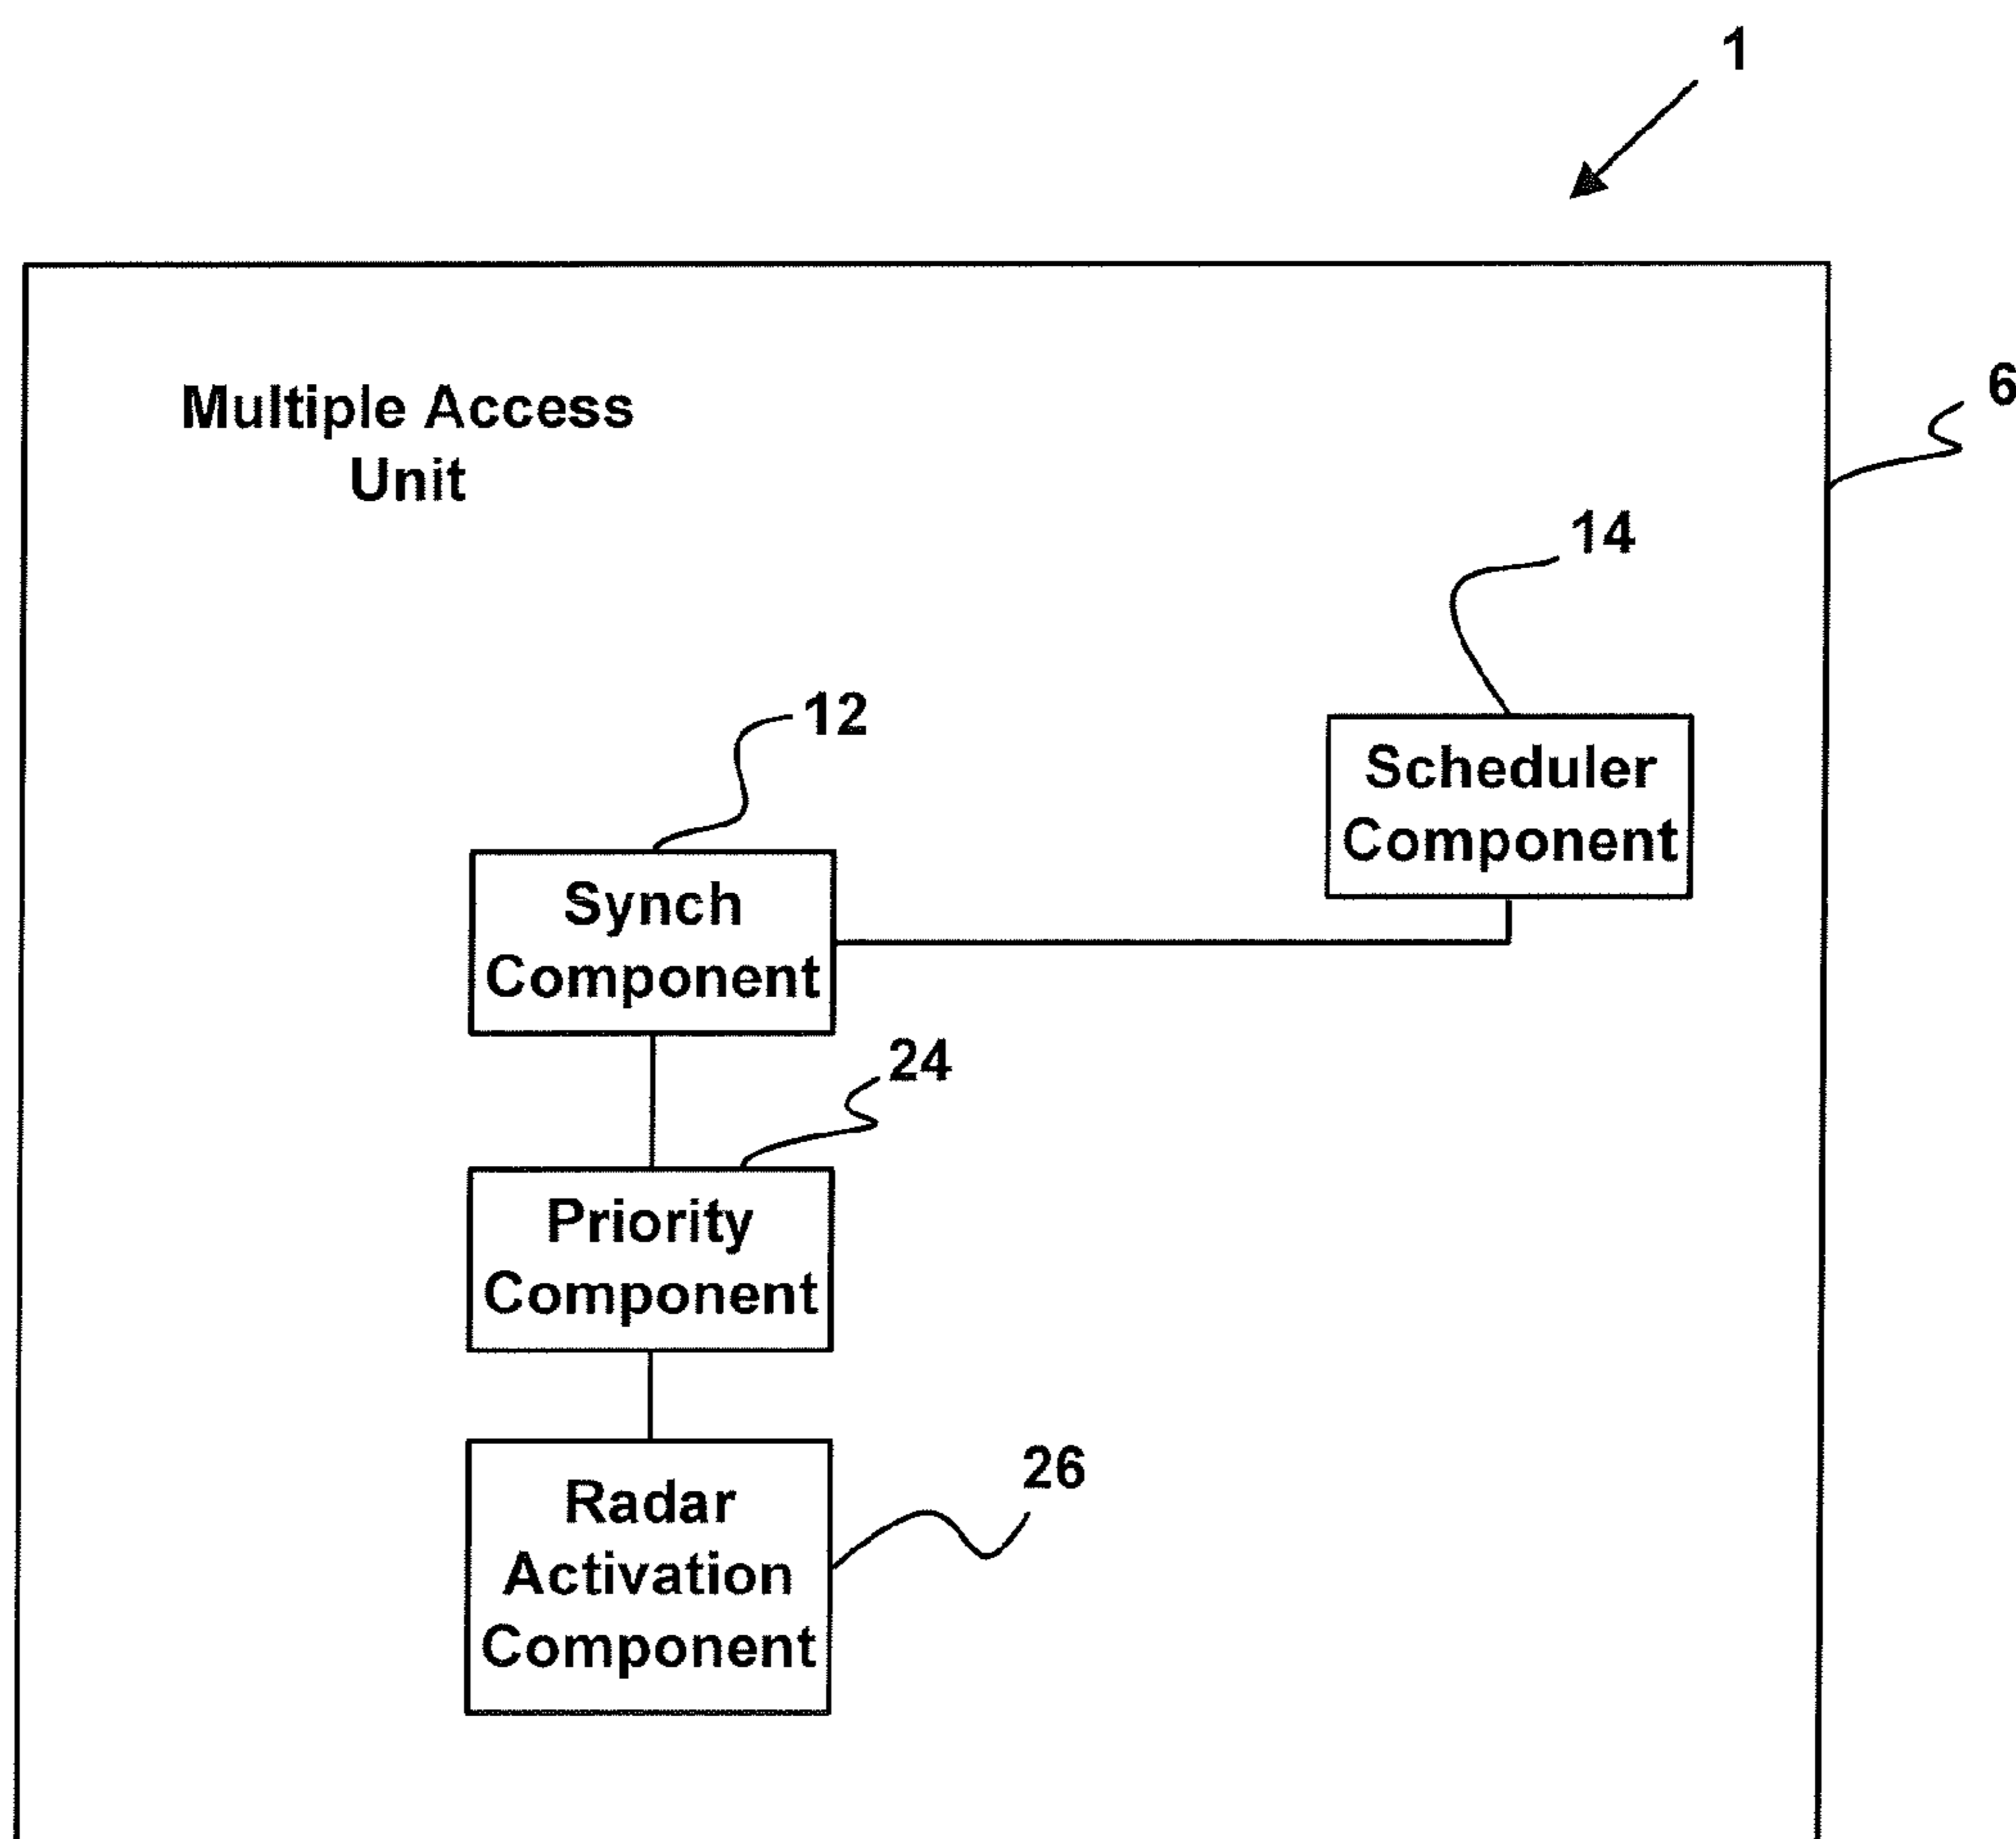 1
Multiple Access
Unit
6
14
12
Scheduler
Component
Synch
Component
24
Priority
Component
26
Radar
Activation
Component